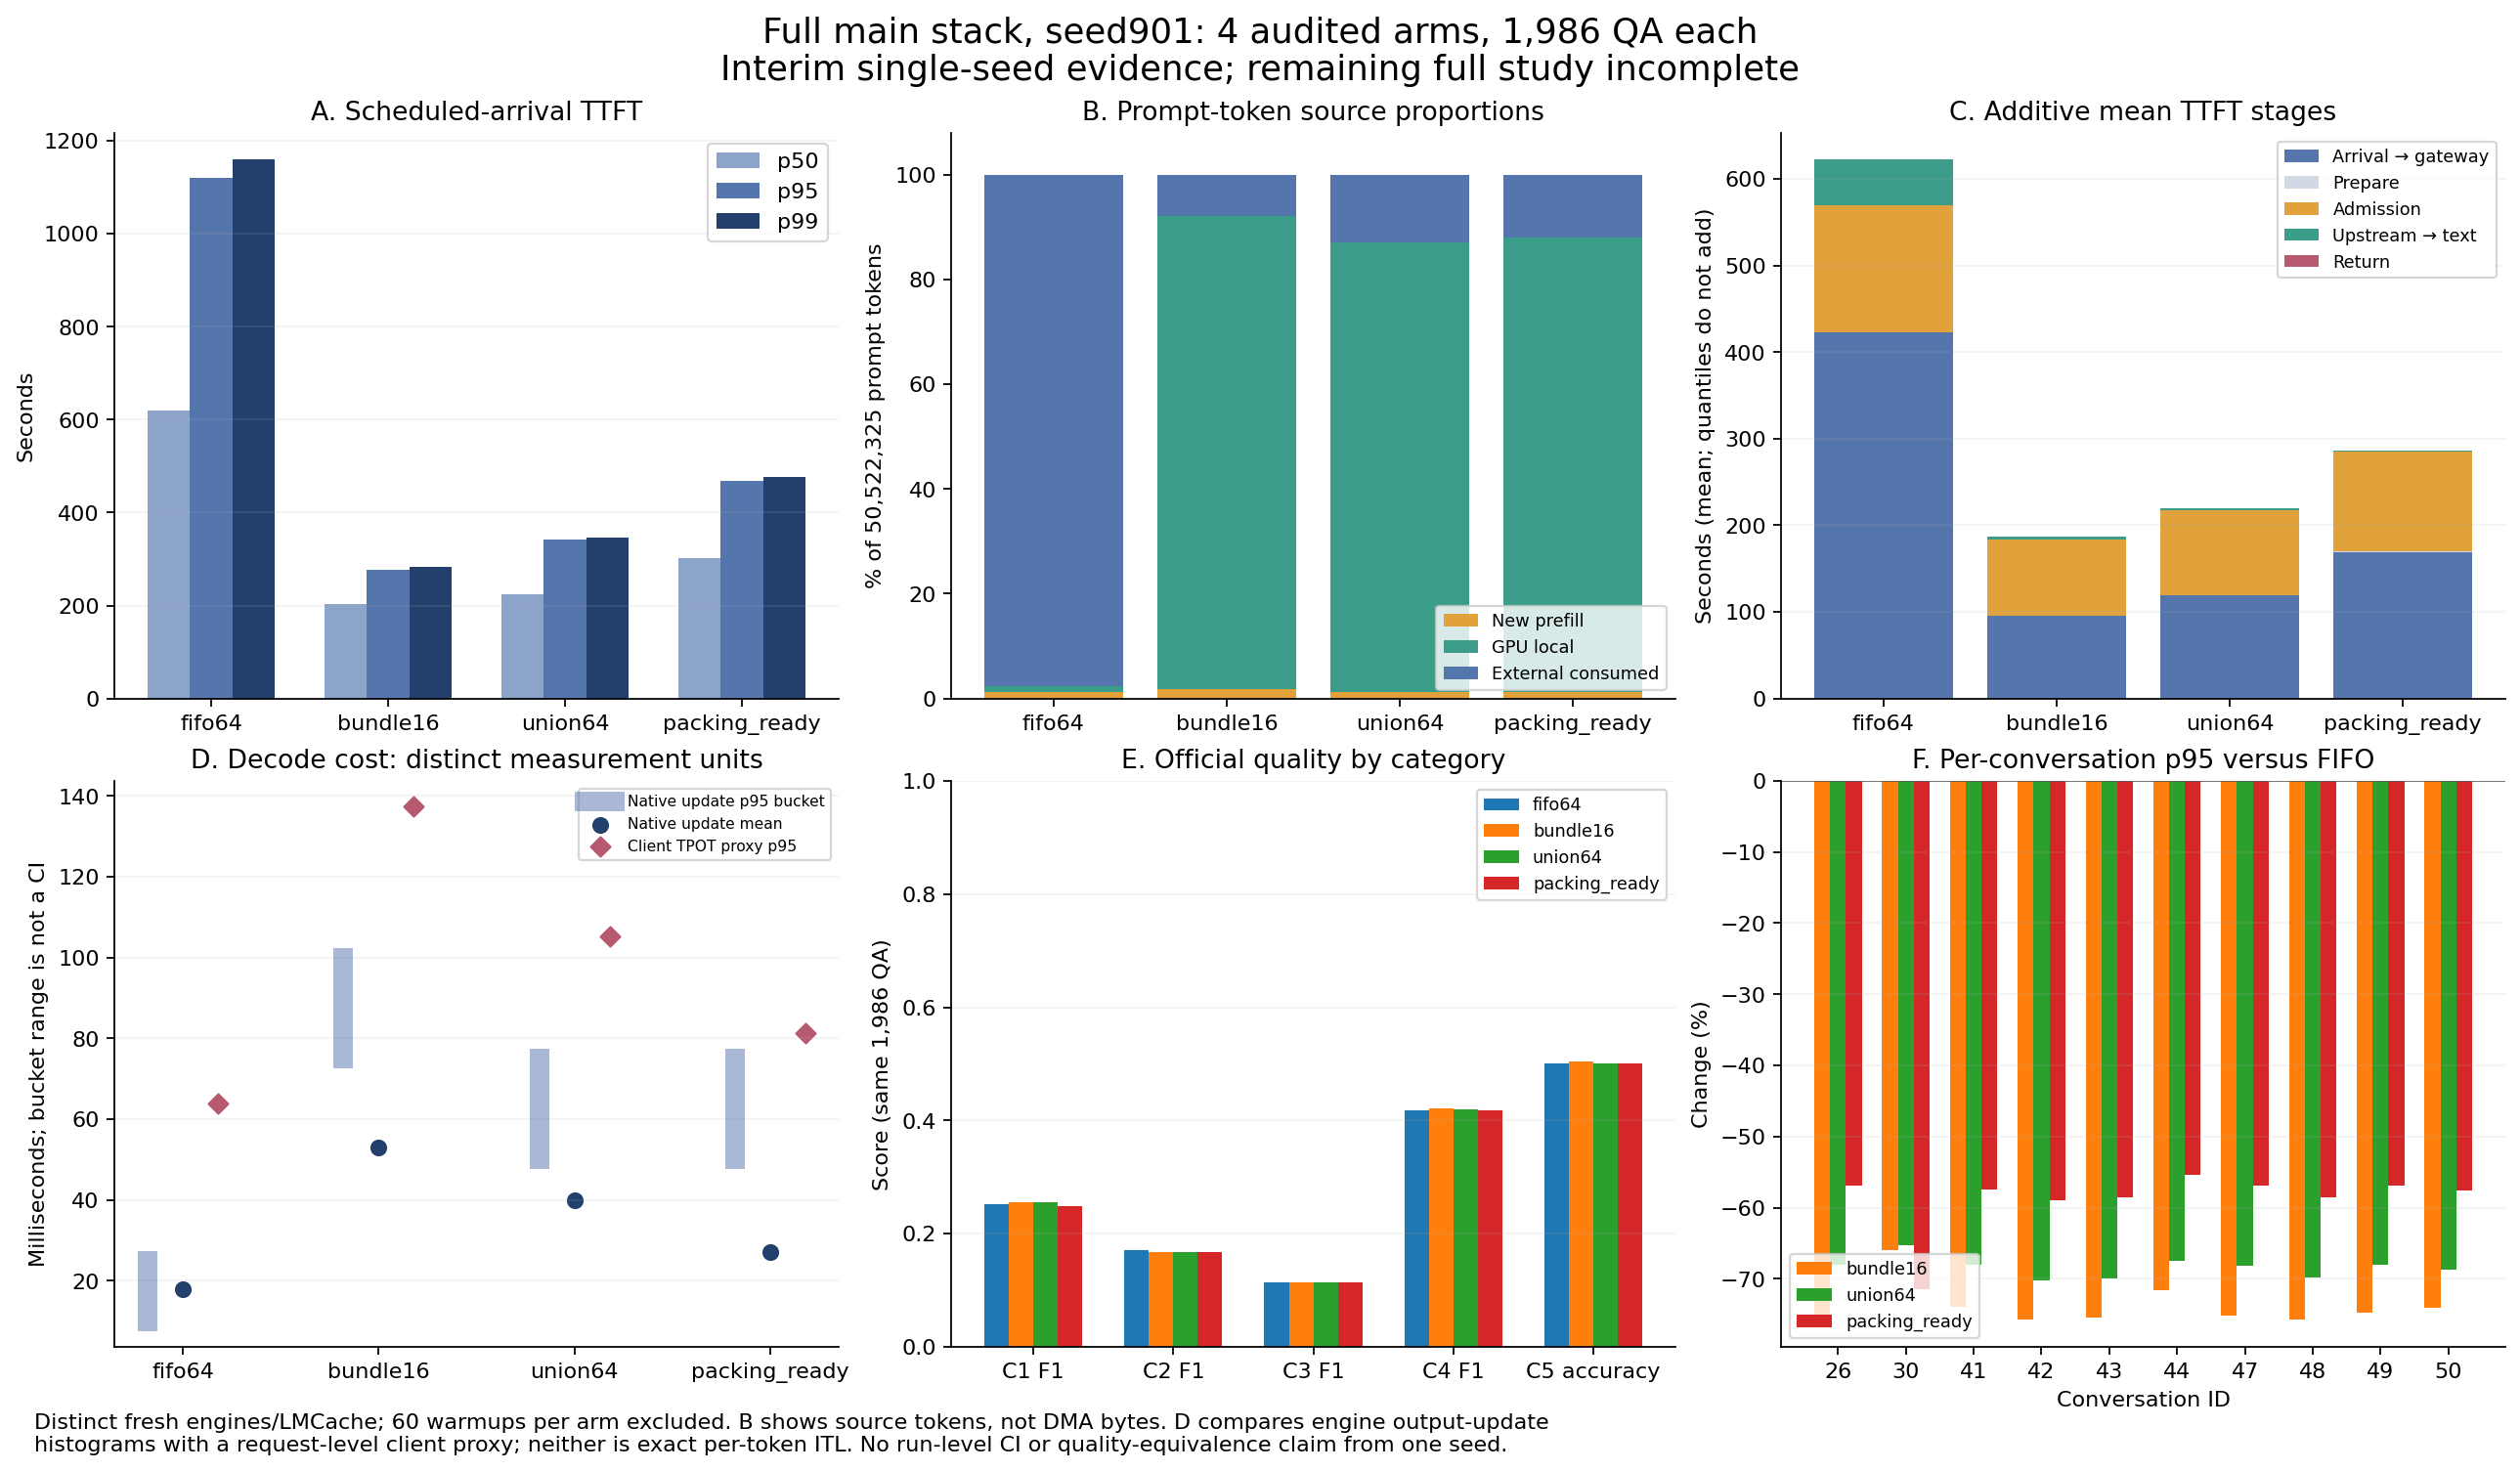 Full main stack, seed901: 4 audited arms, 1,986 QA each
Interim single-seed evidence; remaining full study incomplete
A. Scheduled-arrival TTFT
Seconds
1200
1000
800
600
400
200
0
p50
p95
p99
fifo64
bundle16
union64
packing_ready
B. Prompt-token source proportions
% of 50,522,325 prompt tokens
100
80
60
40
20
0
New prefill
GPU local
External consumed
fifo64
bundle16
union64
packing_ready
C. Additive mean TTFT stages
Seconds (mean; quantiles do not add)
600
500
400
300
200
100
0
Arrival → gateway
Prepare
Admission
Upstream → text
Return
fifo64
bundle16
union64
packing_ready
D. Decode cost: distinct measurement units
Milliseconds; bucket range is not a CI
140
120
100
80
60
40
20
Native update p95 bucket
Native update mean
Client TPOT proxy p95
fifo64
bundle16
union64
packing_ready
E. Official quality by category
Score (same 1,986 QA)
1.0
0.8
0.6
0.4
0.2
0.0
fifo64
bundle16
union64
packing_ready
C1 F1
C2 F1
C3 F1
C4 F1
C5 accuracy
F. Per-conversation p95 versus FIFO
Change (%)
0
−10
−20
−30
−40
−50
−60
−70
bundle16
union64
packing_ready
26
30
41
42
43
44
47
48
49
50
Conversation ID
Distinct fresh engines/LMCache; 60 warmups per arm excluded. B shows source tokens, not DMA bytes. D compares engine output-update
histograms with a request-level client proxy; neither is exact per-token ITL. No run-level CI or quality-equivalence claim from one seed.